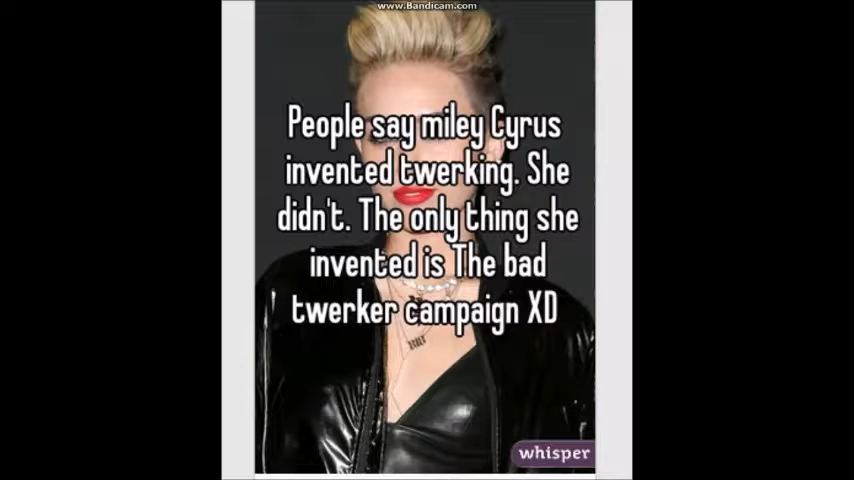 www.Bandicam.com
People say miley Cyrus
invented twerking. She
didn't. The only thing she
invented is The bad
twerker campaign XD
whisper